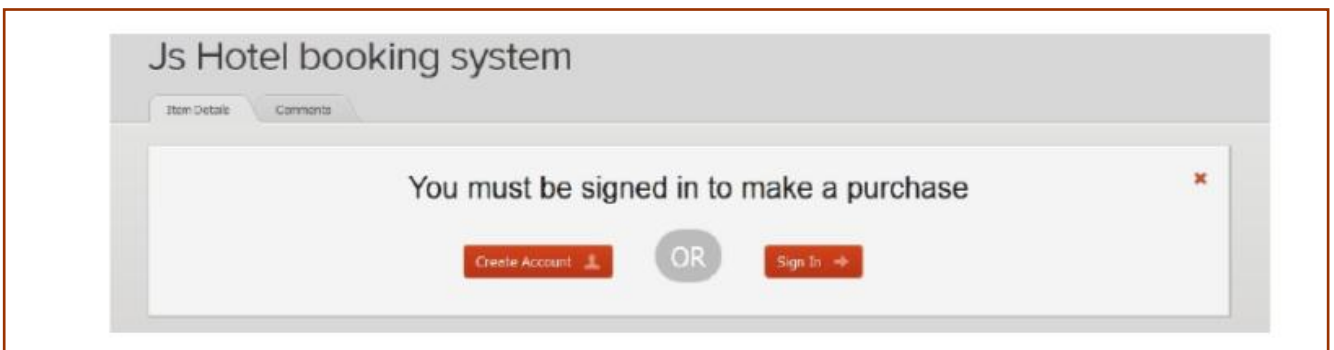 Js Hotel booking system
Item Details Comments
You must be signed in to make a purchase
Create Account OR Sign In